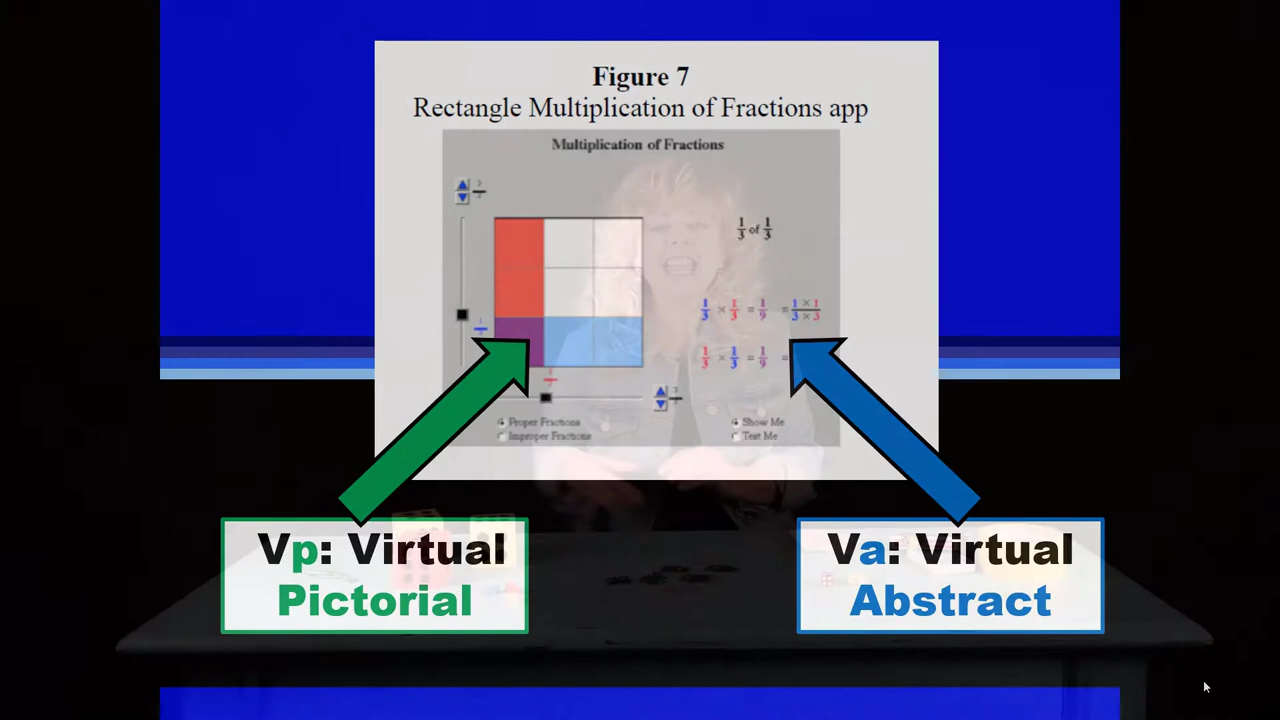 Figure 7
Rectangle Multiplication of Fractions app
Multiplication of Fractions
1/3 of 1/3
1/3 × 1/3 = 1/9 = 1 × 1 / 3 × 3
1/3 × 1/3 = 1/9 =
Proper Fractions
Show Me
Improper Fractions
Test Me
Vp: Virtual
Pictorial
Va: Virtual
Abstract